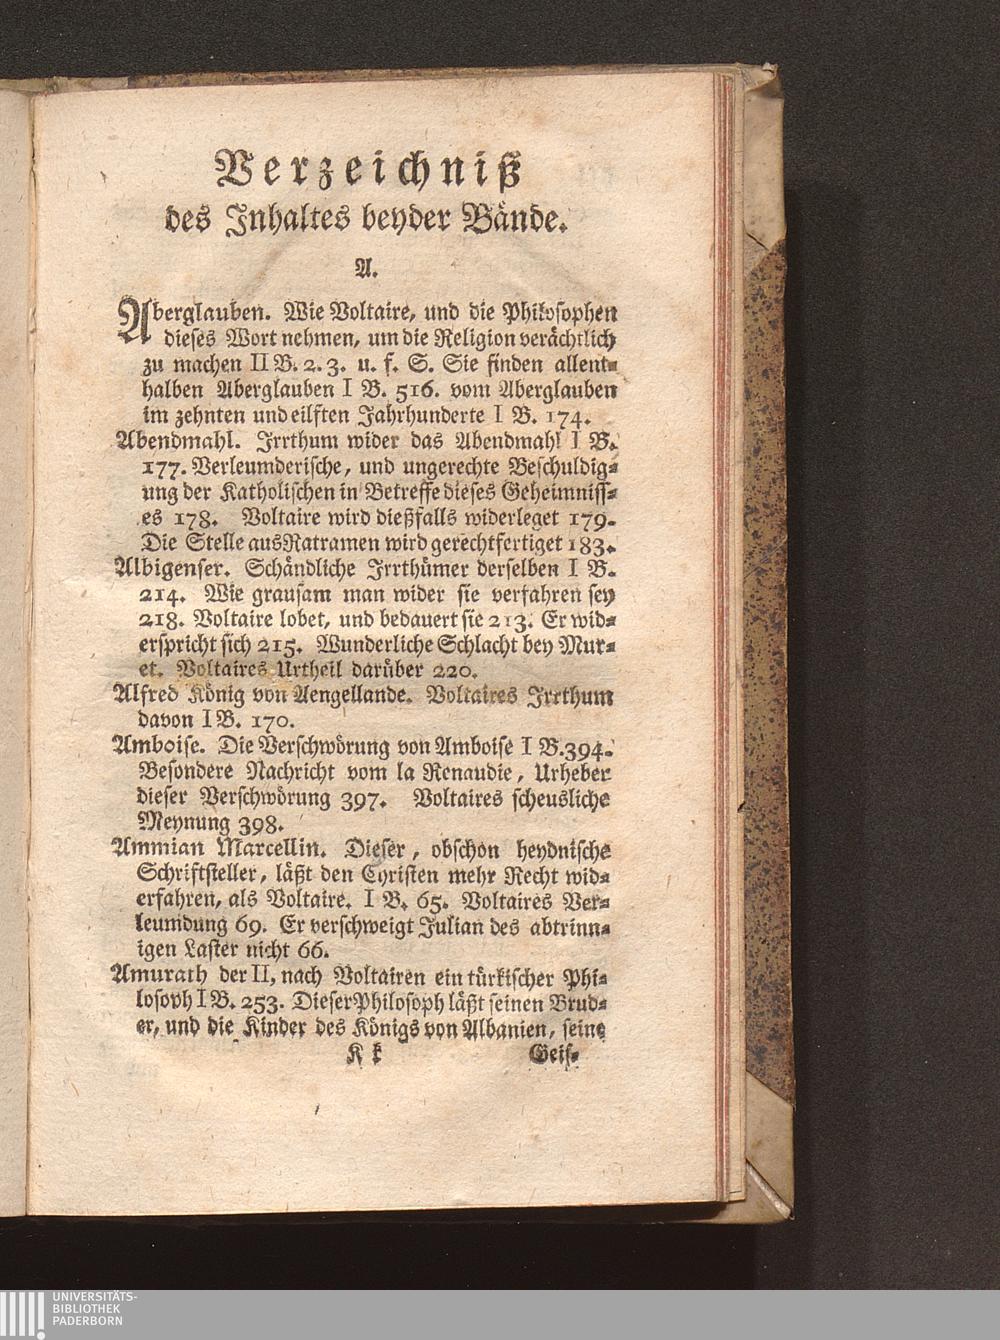 Verzeichniß
des Inhaltes beyder Bände.
A.
Aberglauben. Wie Voltaire, und die Philosophen
dieses Wort nehmen, um die Religion verächtlich
zu machen II B. 2. 3. u. f. S. Sie finden allent-
halben Aberglauben I B. 516. vom Aberglauben
im zehnten und eilften Jahrhunderte I B. 174.
Abendmahl. Irrthum wider das Abendmahl I B.
177. Verleumderische, und ungerechte Beschuldig-
ung der Katholischen in Betreffe dieses Geheimniss-
es 178. Voltaire wird dießfalls widerleget 179.
Die Stelle aus Ratramen wird gerechtfertiget 183.
Albigenser. Schändliche Irrthümer derselben I B.
214. Wie grausam man wider sie verfahren sey
218. Voltaire lobet, und bedauert sie 213. Er wid-
erspricht sich 215. Wunderliche Schlacht bey Mur-
et. Voltaires Urtheil darüber 220.
Alfred König von Aengellande. Voltaires Irrthum
davon I B. 170.
Amboise. Die Verschwörung von Amboise I B. 394.
Besondere Nachricht vom la Renaudie, Urheber
dieser Verschwörung 397. Voltaires scheusliche
Meynung 398.
Ammian Marcellin. Dieser, obschon heydnische
Schriftsteller, läßt den Christen mehr Recht wid-
erfahren, als Voltaire. I B. 65. Voltaires Ver-
leumdung 69. Er verschweigt Julian des abtrinn-
igen Laster nicht 66.
Amurath der II, nach Voltairen ein türkischer Phi-
losoph I B. 253. Dieser Philosoph läßt seinen Brud-
er, und die Kinder des Königs von Albanien, seine
K k Geis-
UNIVERSITÄTS-
BIBLIOTHEK
PADERBORN